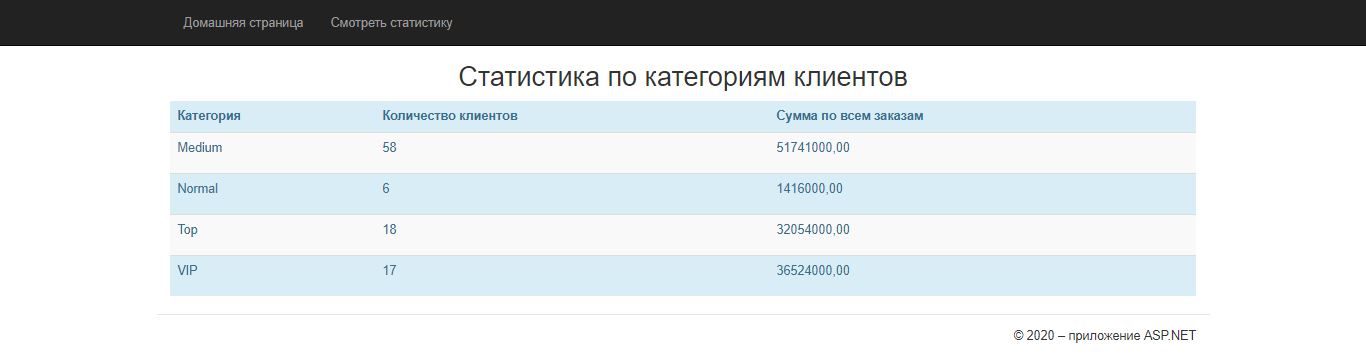 Домашняя страница Смотреть статистику
Статистика по категориям клиентов
Категория Количество клиентов Сумма по всем заказам
Medium 58 51741000,00
Normal 6 1416000,00
Top 18 32054000,00
VIP 17 36524000,00
© 2020 – приложение ASP.NET